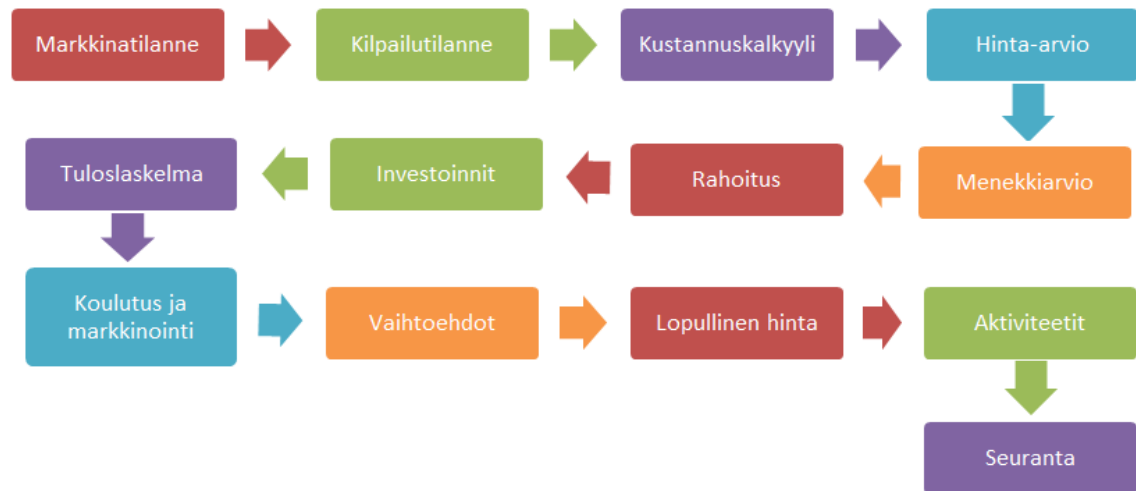 Markkinatilanne
Kilpailutilanne
Kustannuskalkyyli
Hinta-arvio
Menekkiarvio
Rahoitus
Investoinnit
Tuloslaskelma
Koulutus ja
markkinointi
Vaihtoehdot
Lopullinen hinta
Aktiviteetit
Seuranta